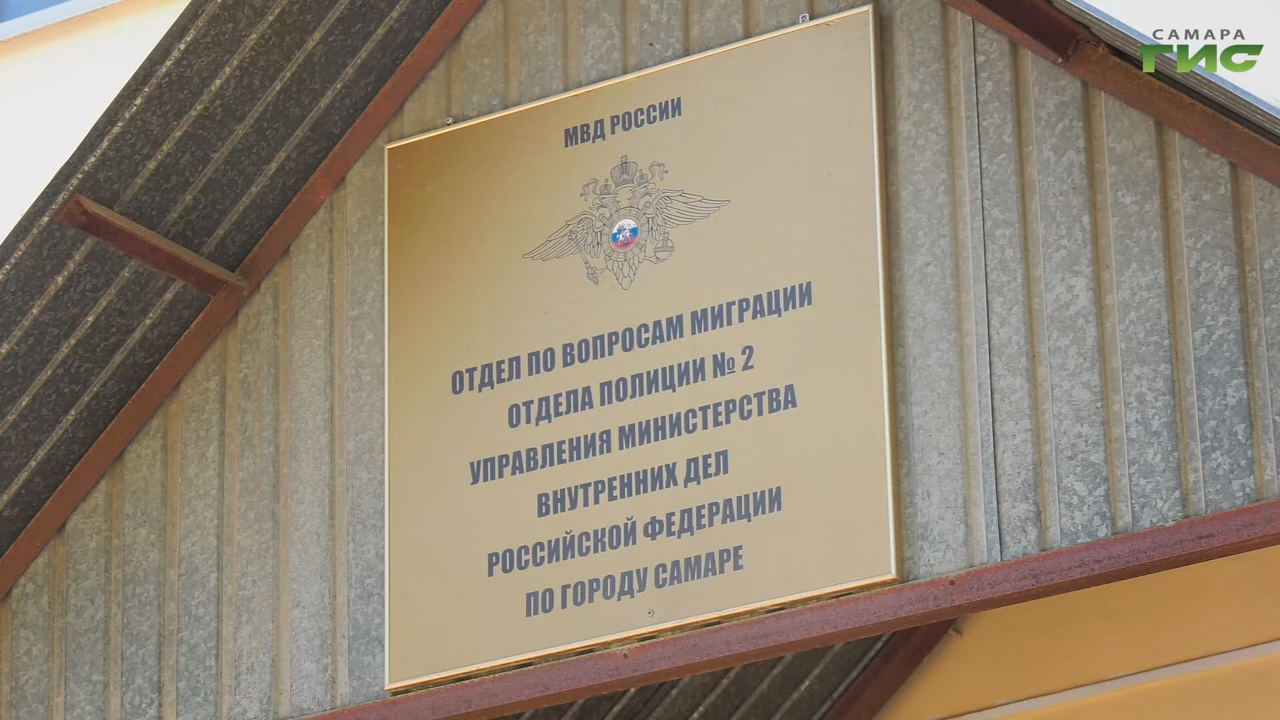 САМАРА
ГИС
МВД РОССИИ
ОТДЕЛ ПО ВОПРОСАМ МИГРАЦИИ
ОТДЕЛА ПОЛИЦИИ № 2
УПРАВЛЕНИЯ МИНИСТЕРСТВА
ВНУТРЕННИХ ДЕЛ
РОССИЙСКОЙ ФЕДЕРАЦИИ
ПО ГОРОДУ САМАРЕ